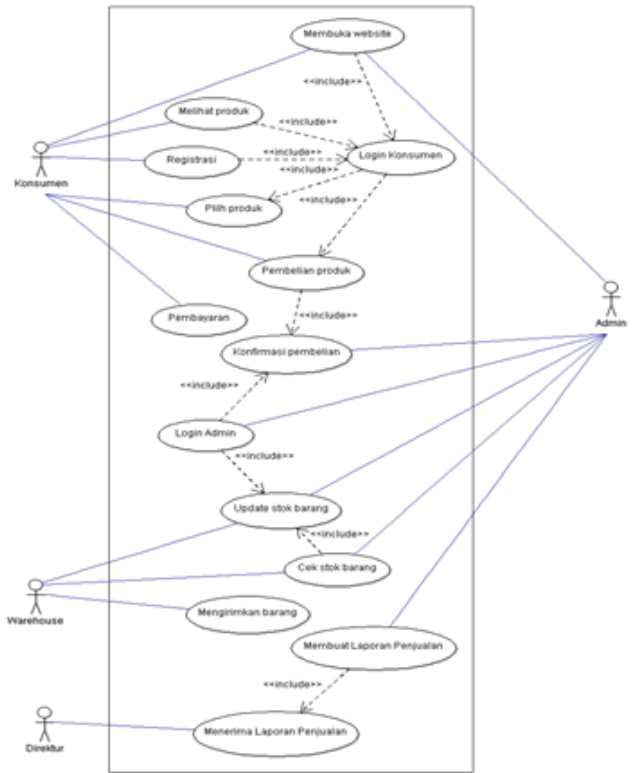 Membuka website
<<include>>
Melihat produk
<<include>>
Registrasi
<<include>>
Login Konsumen
Konsumen
<<include>>
Pilih produk
<<include>>
Pembelian produk
Pembayaran
<<include>>
Admin
Konfirmasi pembelian
<<include>>
Login Admin
<<include>>
Update stok barang
<<include>>
Cek stok barang
Warehouse
Mengirimkan barang
Membuat Laporan Penjualan
<<include>>
Menerima Laporan Penjualan
Direktur